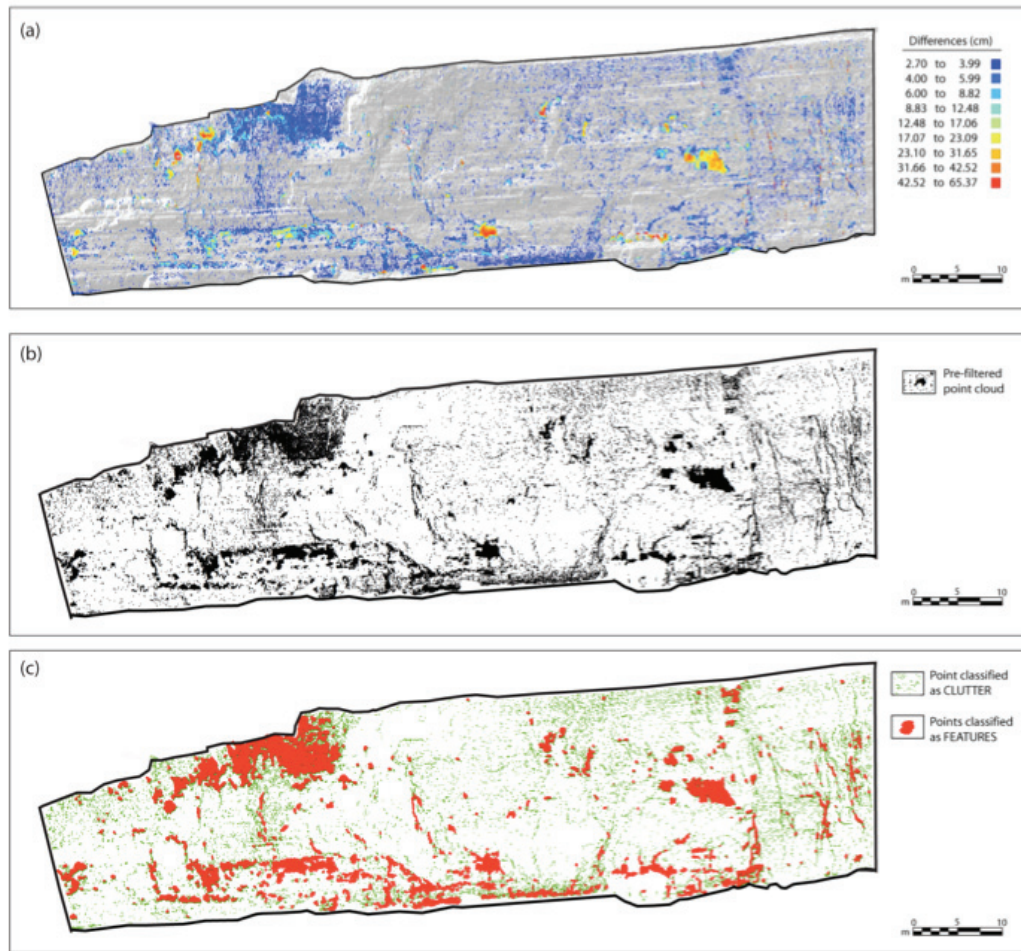 (a)
Differences (cm)
2.70 to 3.99
4.00 to 5.99
6.00 to 8.82
8.83 to 12.48
12.48 to 17.06
17.07 to 23.09
23.10 to 31.65
31.66 to 42.52
42.52 to 65.37
0 5 10
m
(b)
Pre-filtered
point cloud
0 5 10
m
(c)
Point classified
as CLUTTER
Points classified
as FEATURES
0 5 10
m